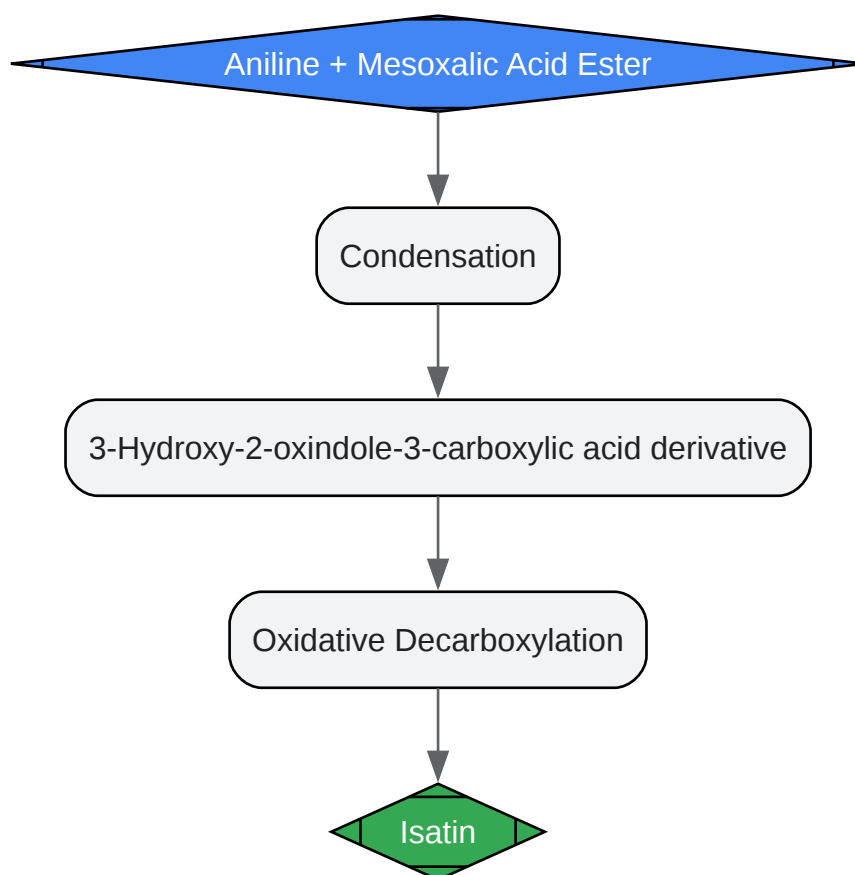 Aniline + Mesoxalic Acid Ester
Condensation
3-Hydroxy-2-oxindole-3-carboxylic acid derivative
Oxidative Decarboxylation
Isatin